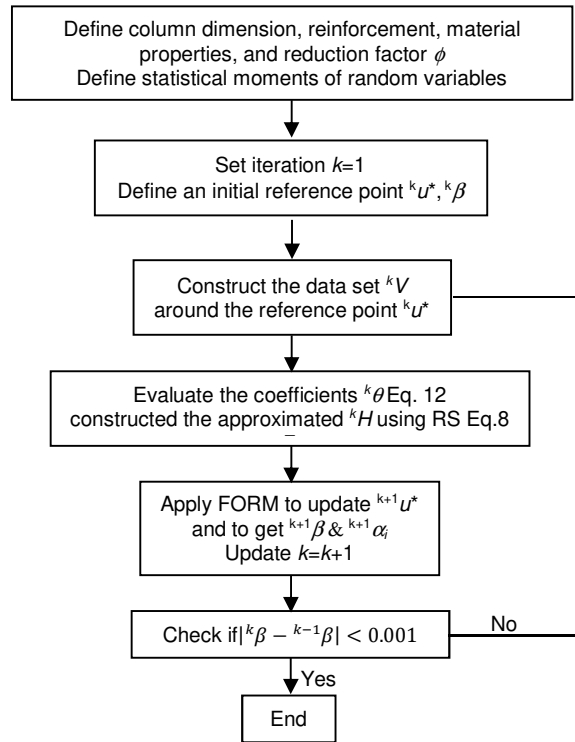 Define column dimension, reinforcement, material
properties, and reduction factor ϕ
Define statistical moments of random variables
Set iteration k=1
Define an initial reference point ᵏu*, ᵏβ
Construct the data set ᵏV
around the reference point ᵏu*
Evaluate the coefficients ᵏθ Eq. 12
constructed the approximated ᵏH using RS Eq.8
Apply FORM to update ᵏ⁺¹u*
and to get ᵏ⁺¹β & ᵏ⁺¹αᵢ
Update k=k+1
Check if|ᵏβ − ᵏ⁻¹β| < 0.001
No
Yes
End